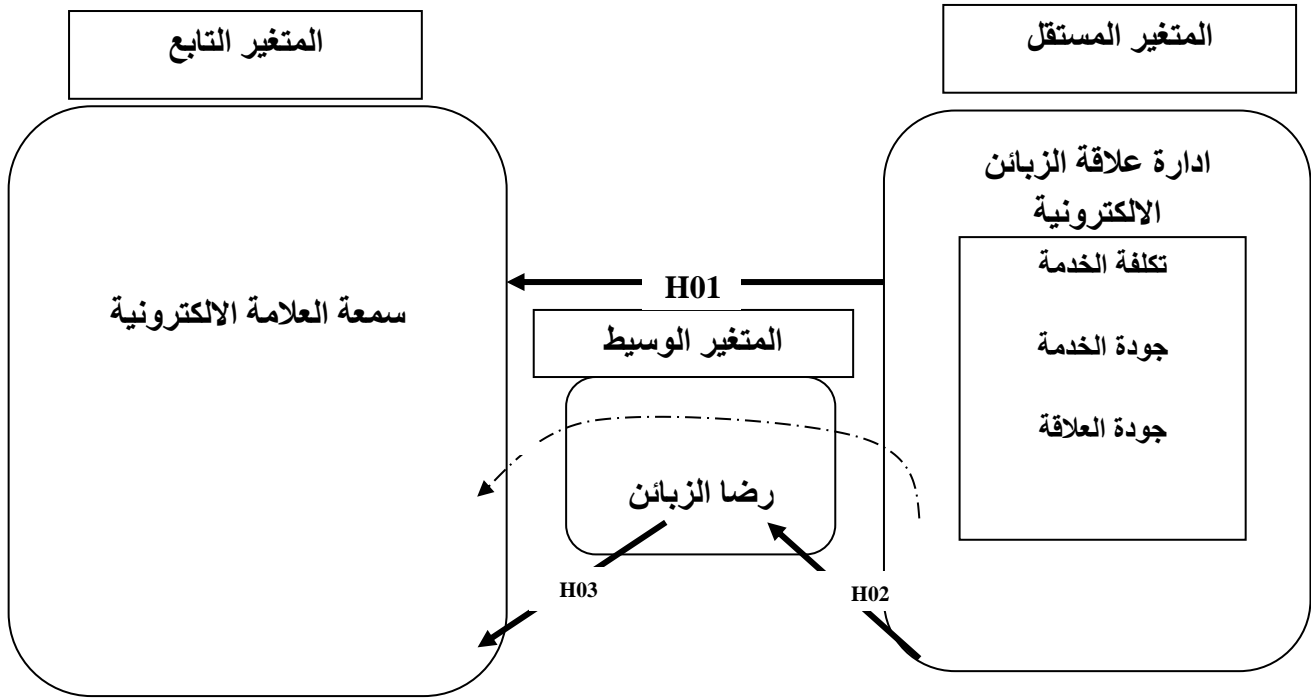 المتغير المستقل
المتغير التابع
ادارة علاقة الزبائن
الالكترونية
تكلفة الخدمة
جودة الخدمة
جودة العلاقة
H01
المتغير الوسيط
رضا الزبائن
سمعة العلامة الالكترونية
H02
H03